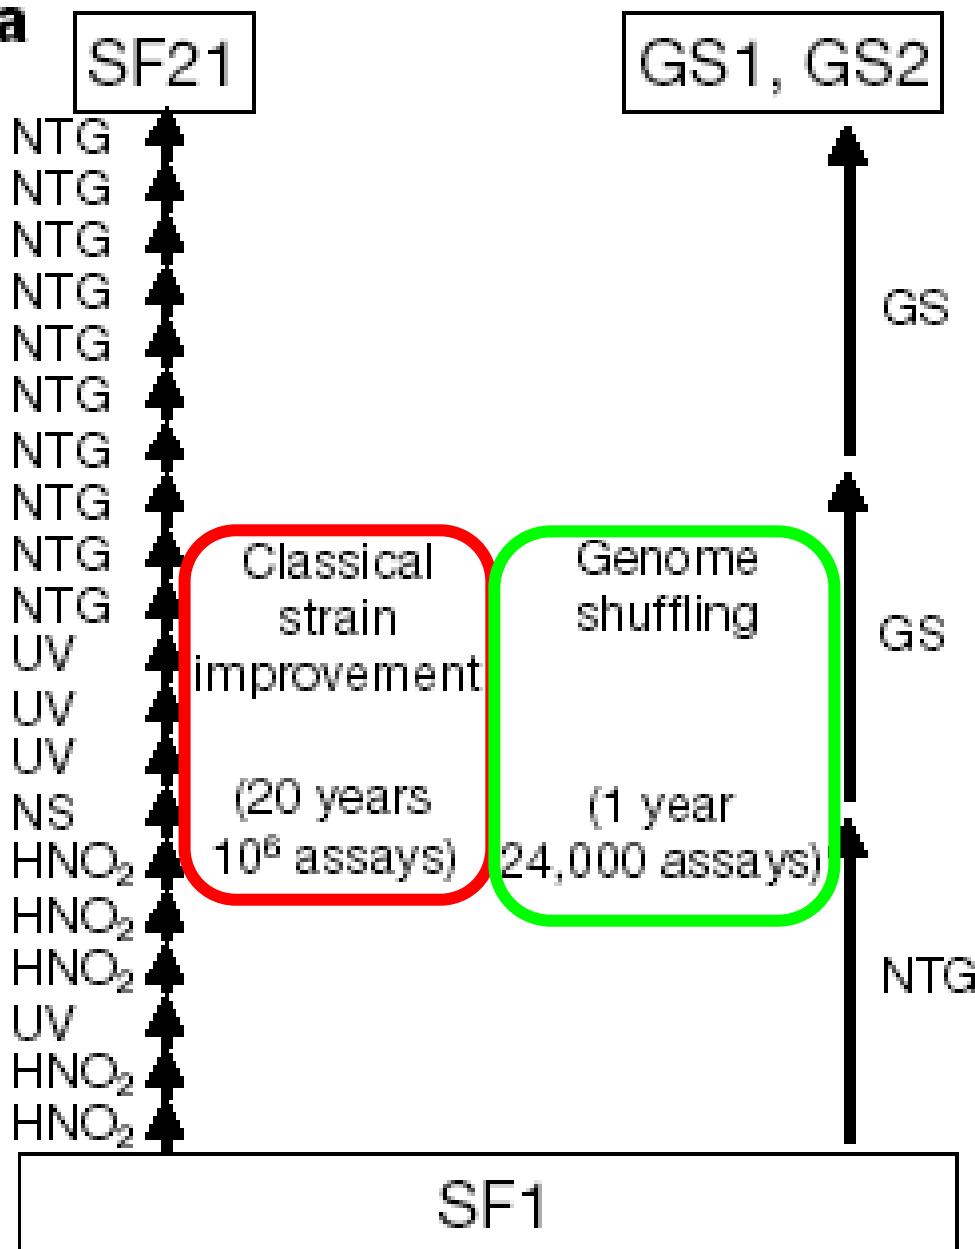 a
SF21
GS1, GS2
NTG
NTG
NTG
NTG
NTG
NTG
NTG
NTG
NTG
NTG
UV
UV
UV
NS
HNO₂
HNO₂
HNO₂
UV
HNO₂
HNO₂
Classical
strain
improvement
(20 years
10⁶ assays)
Genome
shuffling
(1 year
24,000 assays)
GS
GS
NTG
SF1